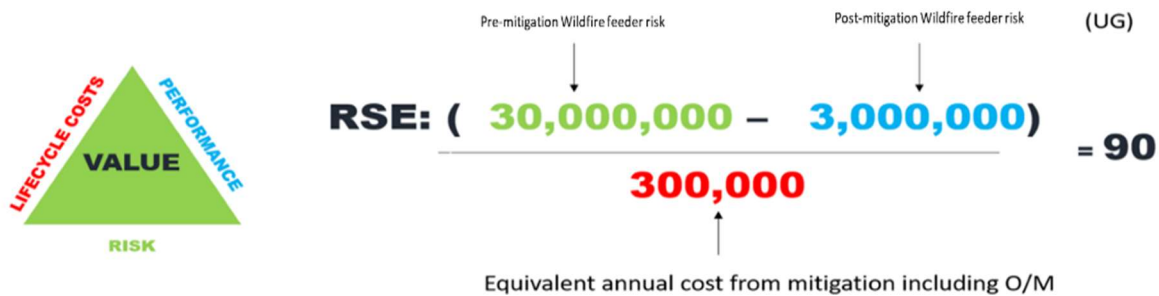 LIFECYCLE COSTS
PERFORMANCE
VALUE
RISK
Pre-mitigation Wildfire feeder risk
Post-mitigation Wildfire feeder risk
(UG)
RSE: ( 30,000,000 – 3,000,000)
= 90
300,000
Equivalent annual cost from mitigation including O/M